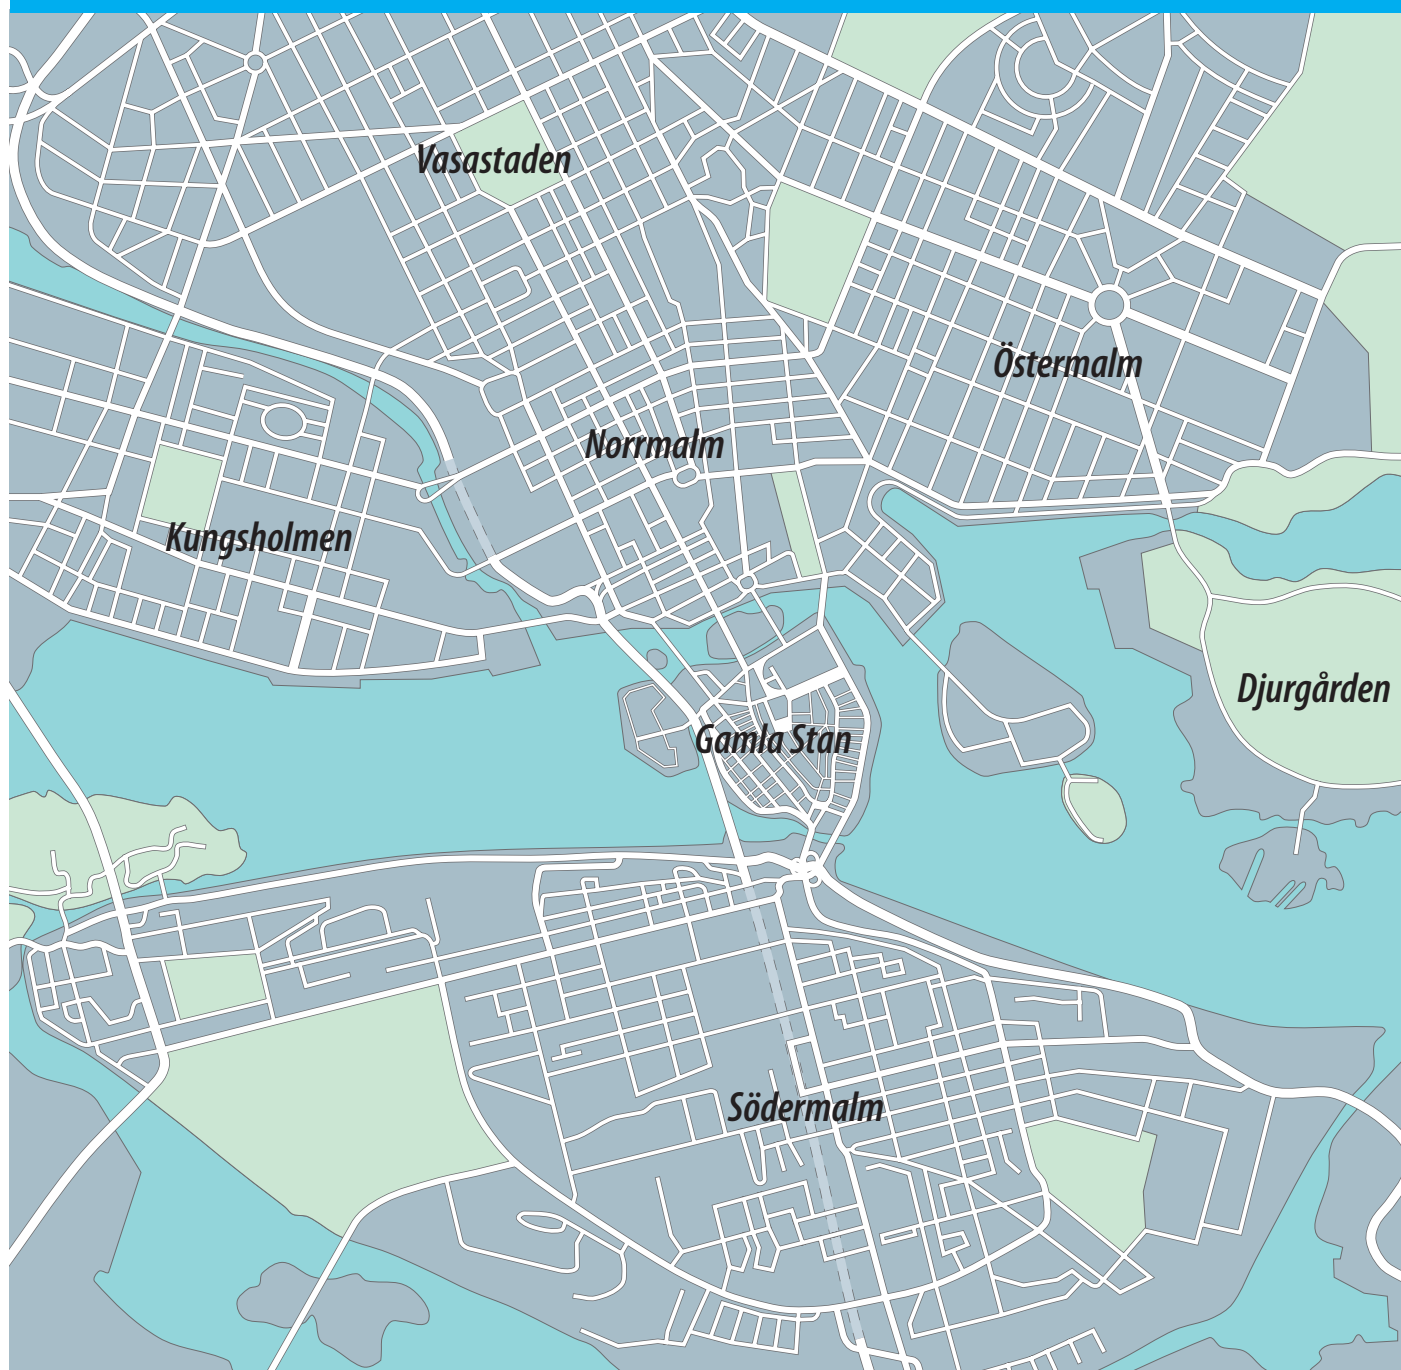 Vasastaden
Östermalm
Norrmalm
Kungsholmen
Djurgården
Gamla Stan
Södermalm